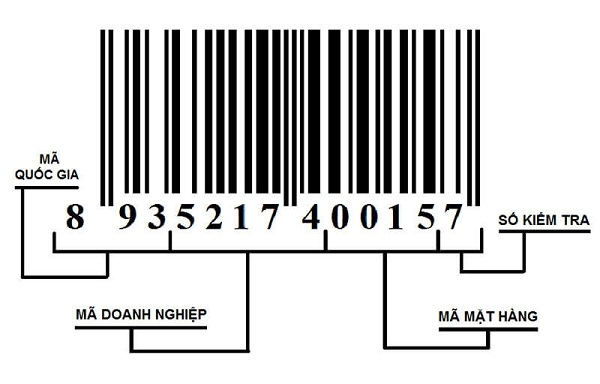 MÃ
QUỐC GIA
8 935217 400157
SỐ KIỂM TRA
MÃ DOANH NGHIỆP
MÃ MẶT HÀNG